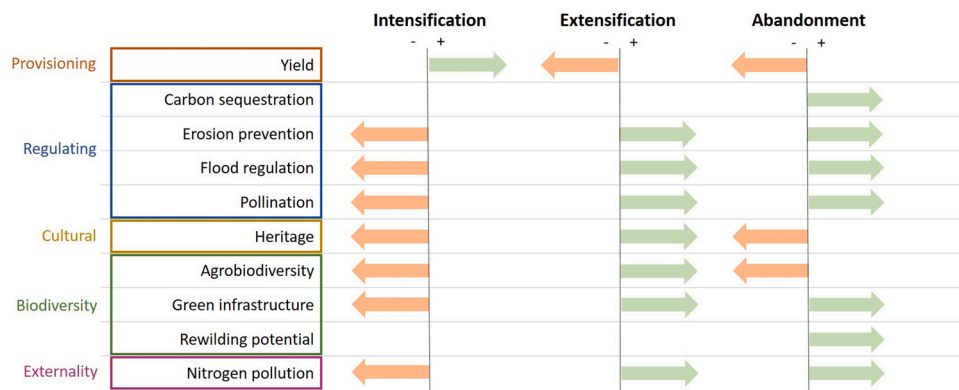 Intensification Extensification Abandonment
- + - + - +
Provisioning Yield
Carbon sequestration
Erosion prevention
Regulating
Flood regulation
Pollination
Cultural Heritage
Agrobiodiversity
Biodiversity Green infrastructure
Rewilding potential
Externality Nitrogen pollution